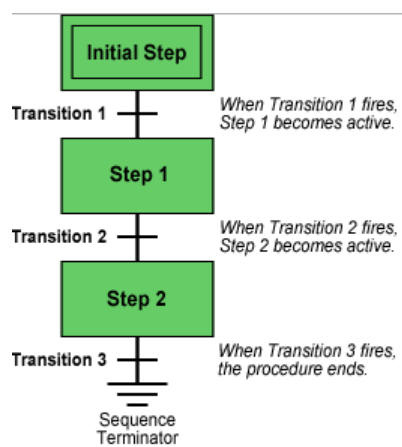 Initial Step
Transition 1
When Transition 1 fires,
Step 1 becomes active.
Step 1
Transition 2
When Transition 2 fires,
Step 2 becomes active.
Step 2
Transition 3
When Transition 3 fires,
the procedure ends.
Sequence
Terminator